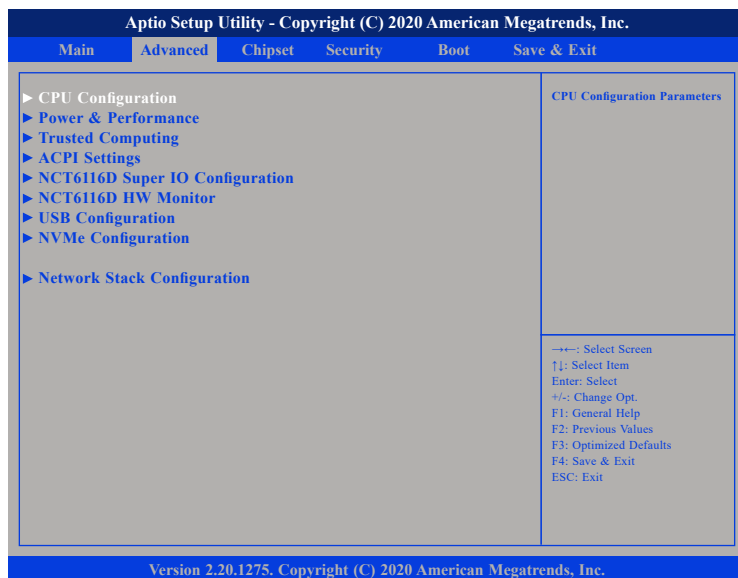 Aptio Setup Utility - Copyright (C) 2020 American Megatrends, Inc.
Main Advanced Chipset Security Boot Save & Exit
► CPU Configuration
► Power & Performance
► Trusted Computing
► ACPI Settings
► NCT6116D Super IO Configuration
► NCT6116D HW Monitor
► USB Configuration
► NVMe Configuration
► Network Stack Configuration
CPU Configuration Parameters
→←: Select Screen
↑↓: Select Item
Enter: Select
+/-: Change Opt.
F1: General Help
F2: Previous Values
F3: Optimized Defaults
F4: Save & Exit
ESC: Exit
Version 2.20.1275. Copyright (C) 2020 American Megatrends, Inc.